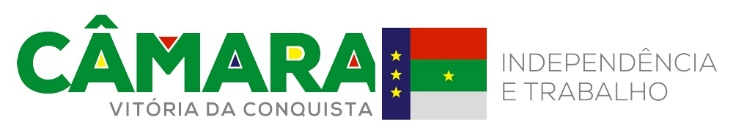 CÂMARA
VITÓRIA DA CONQUISTA
INDEPENDÊNCIA
E TRABALHO